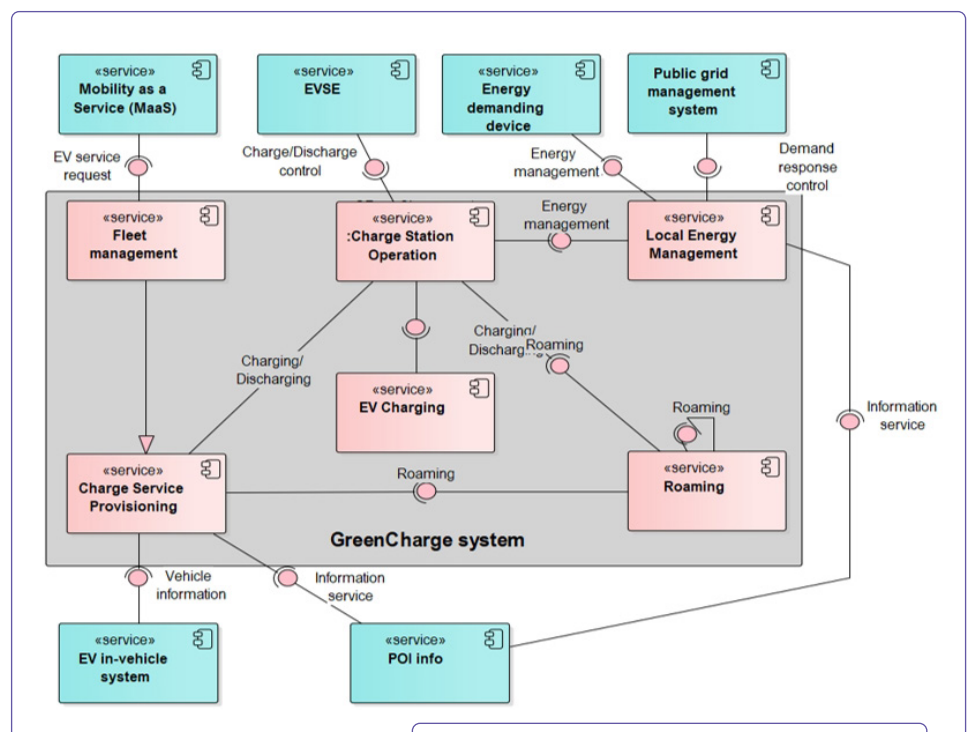 «service»
Mobility as a
Service (MaaS)
«service»
EVSE
«service»
Energy
demanding
device
Public grid
management
system
EV service
request
Charge/Discharge
control
Energy
management
Demand
response
control
«service»
Fleet
management
«service»
:Charge Station
Operation
Energy
management
«service»
Local Energy
Management
Charging/
Discharging
Charging/
Discharging
Roaming
«service»
EV Charging
Roaming
Information
service
«service»
Charge Service
Provisioning
Roaming
«service»
Roaming
GreenCharge system
Vehicle
information
Information
service
«service»
EV in-vehicle
system
«service»
POI info